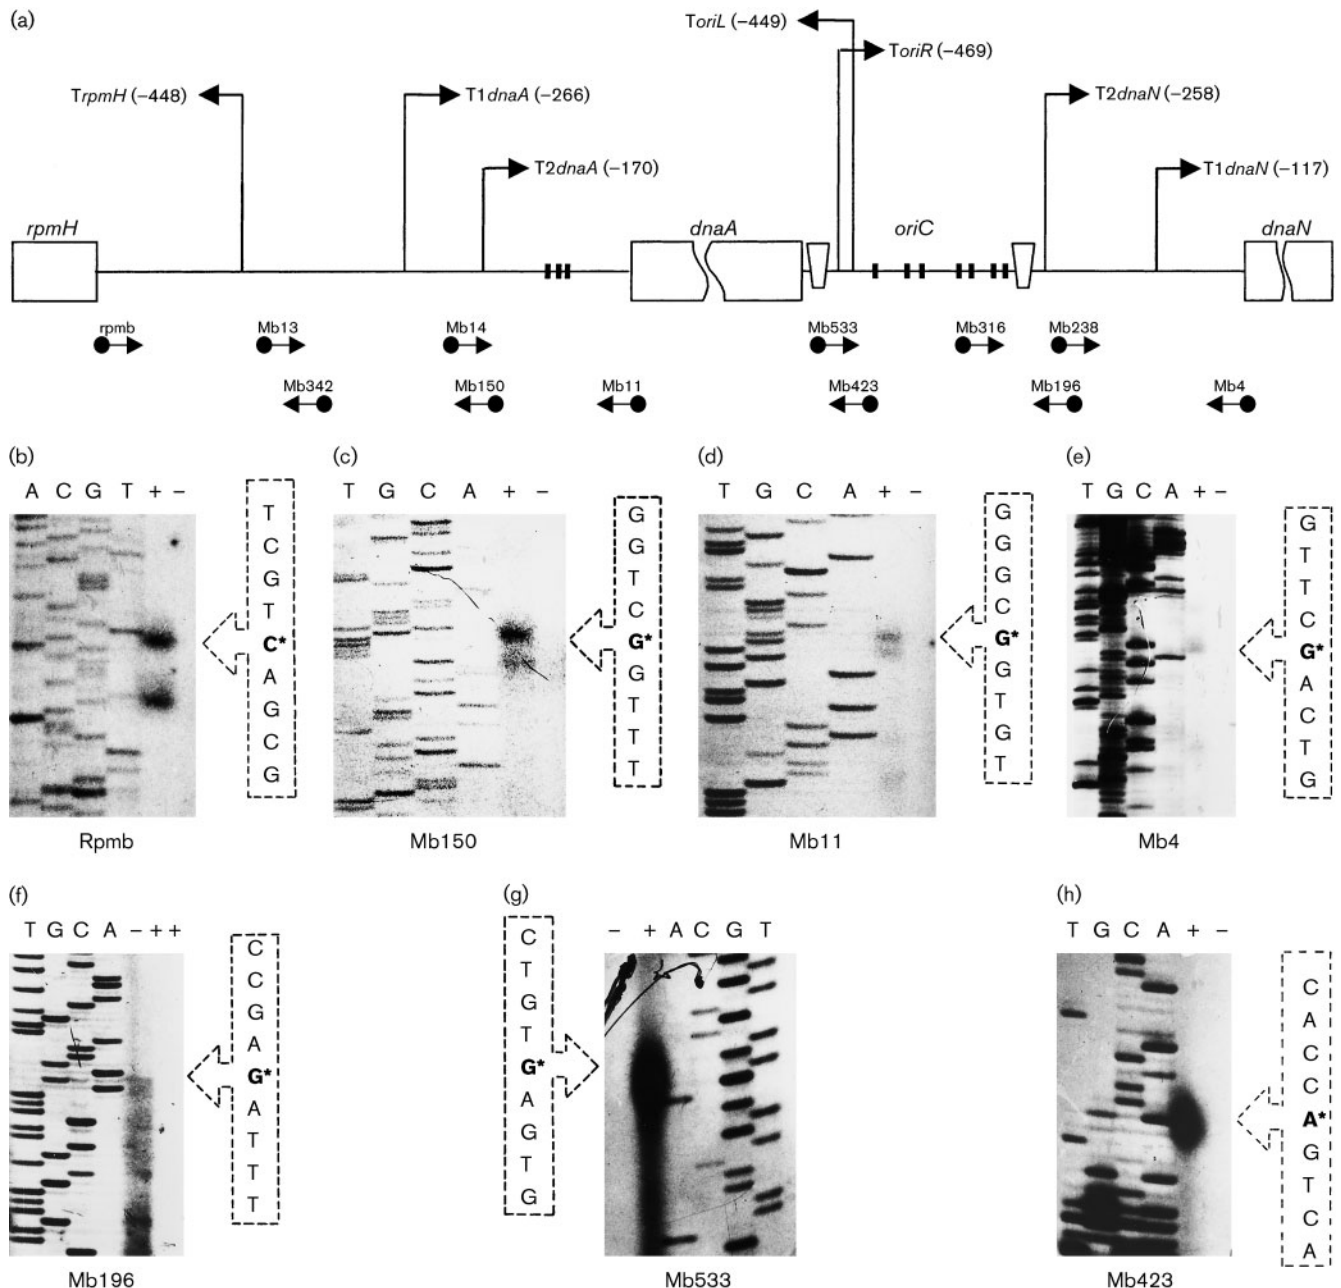 (a)
ToriL (−449)
ToriR (−469)
TrpmH (−448)
T1dnaA (−266)
T2dnaN (−258)
T2dnaA (−170)
T1dnaN (−117)
rpmH
dnaA
oriC
dnaN
rpmb
Mb13
Mb14
Mb533
Mb316
Mb238
Mb342
Mb150
Mb11
Mb423
Mb196
Mb4
(b)
A C G T + −
T
C
G
T
C*
A
G
C
G
Rpmb
(c)
T G C A + −
G
G
T
C
G*
G
T
T
T
Mb150
(d)
T G C A + −
G
G
G
C
G*
G
T
G
T
Mb11
(e)
T G C A + −
G
T
T
C
G*
A
C
T
G
Mb4
(f)
T G C A − + +
C
C
G
A
G*
A
T
T
T
Mb196
(g)
− + A C G T
C
T
G
T
G*
A
G
T
G
Mb533
(h)
T G C A + −
C
A
C
C
A*
G
T
C
A
Mb423